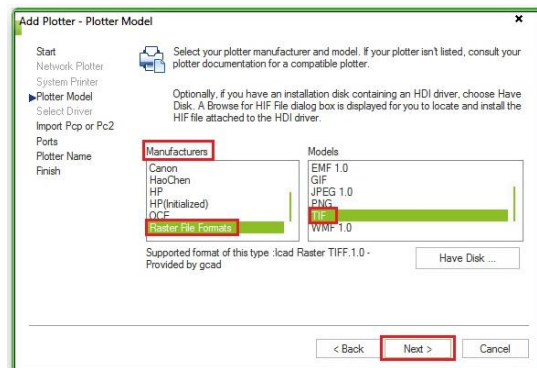 Add Plotter - Plotter Model
Start
Network Plotter
System Printer
Plotter Model
Select Driver
Import Pcp or Pc2
Ports
Plotter Name
Finish
Select your plotter manufacturer and model. If your plotter isn't listed, consult your
plotter documentation for a compatible plotter.
Optionally, if you have an installation disk containing an HDI driver, choose Have
Disk. A Browse for HIF File dialog box is displayed for you to locate and install the
HIF file attached to the HDI driver.
Manufacturers
Canon
HaoChen
HP
HP(Initialized)
OCE
Raster File Formats
Models
EMF 1.0
GIF
JPEG 1.0
PNG
TIF
WMF 1.0
Supported format of this type :Icad Raster TIFF.1.0 -
Provided by gcad
Have Disk ...
< Back
Next >
Cancel